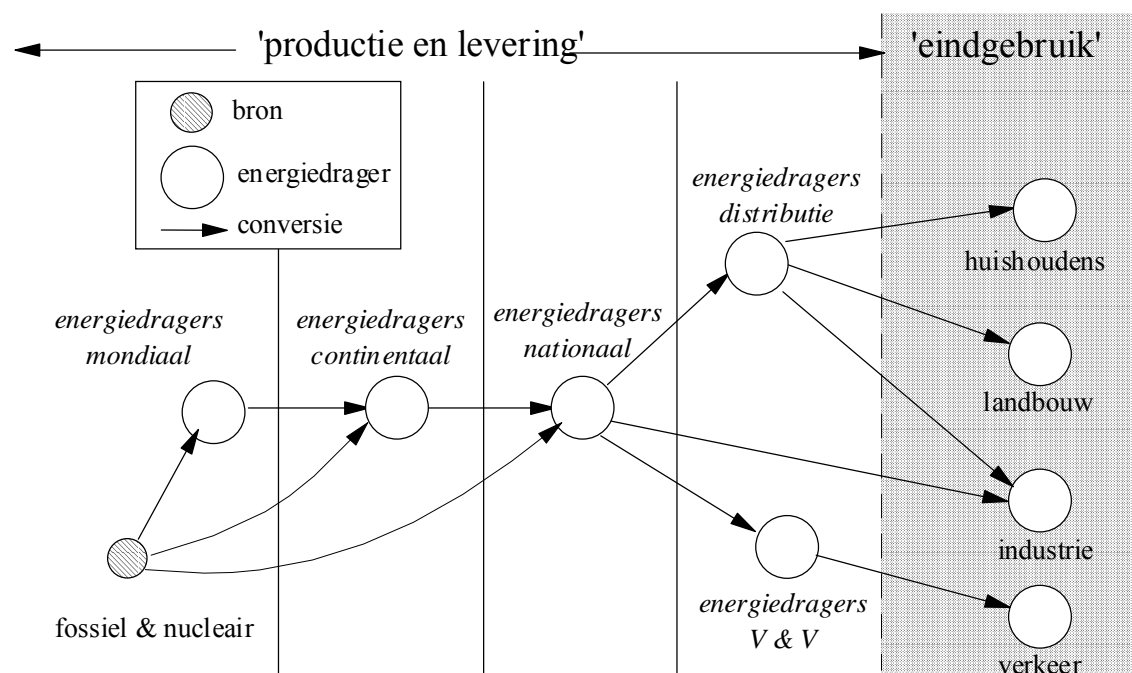 'productie en levering'
'eindgebruik'
bron
energiedrager
conversie
energiedragers
distributie
huishoudens
energiedragers
mondiaal
energiedragers
continentaal
energiedragers
nationaal
landbouw
industrie
fossiel & nucleair
energiedragers
V & V
verkeer